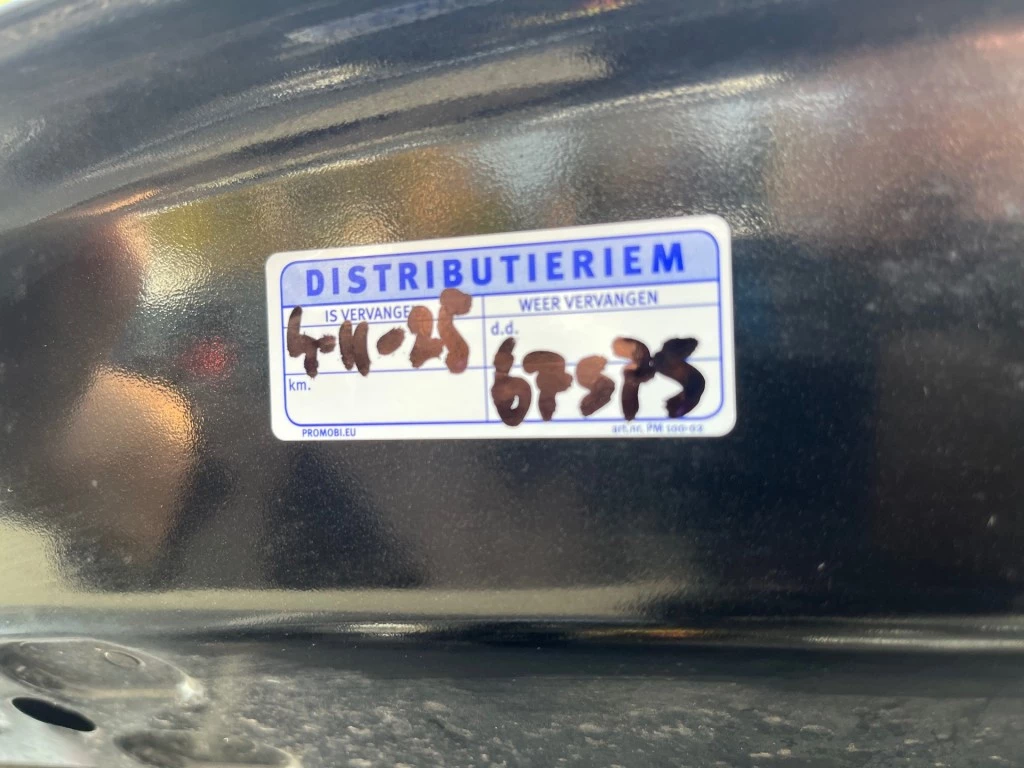 DISTRIBUTIERIEM
IS VERVANGEN
WEER VERVANGEN
4-11-25
d.d.
km.
67575
PROMOBI.EU
art.nr. PM 100-02